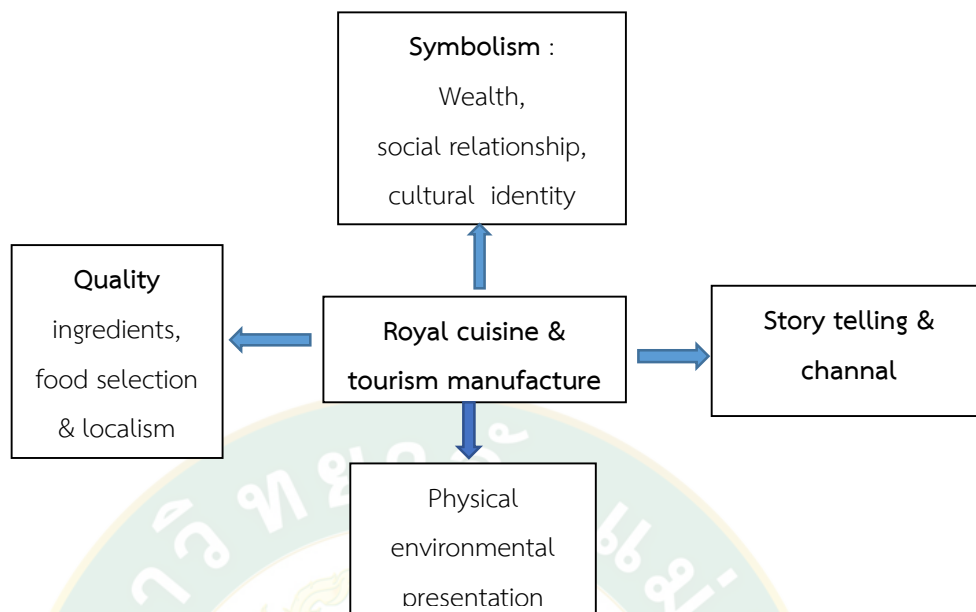 Symbolism :
Wealth,
social relationship,
cultural identity
Quality
ingredients,
food selection
& localism
Royal cuisine &
tourism manufacture
Story telling &
channal
Physical
environmental
presentation